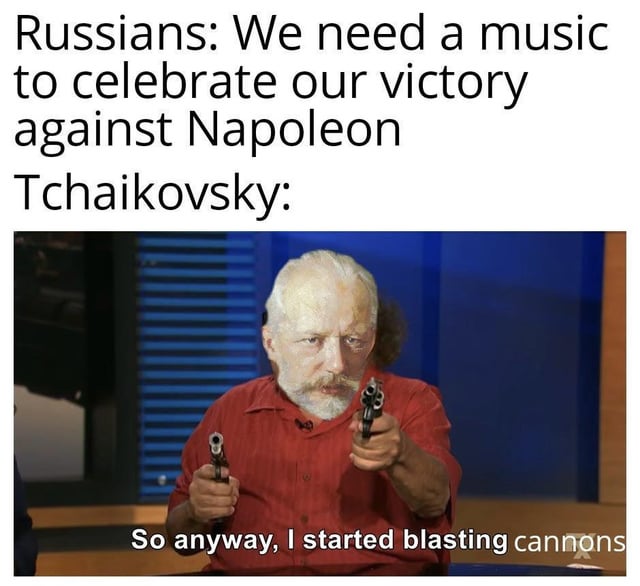 Russians: We need a music
to celebrate our victory
against Napoleon
Tchaikovsky:
So anyway, I started blasting cannons